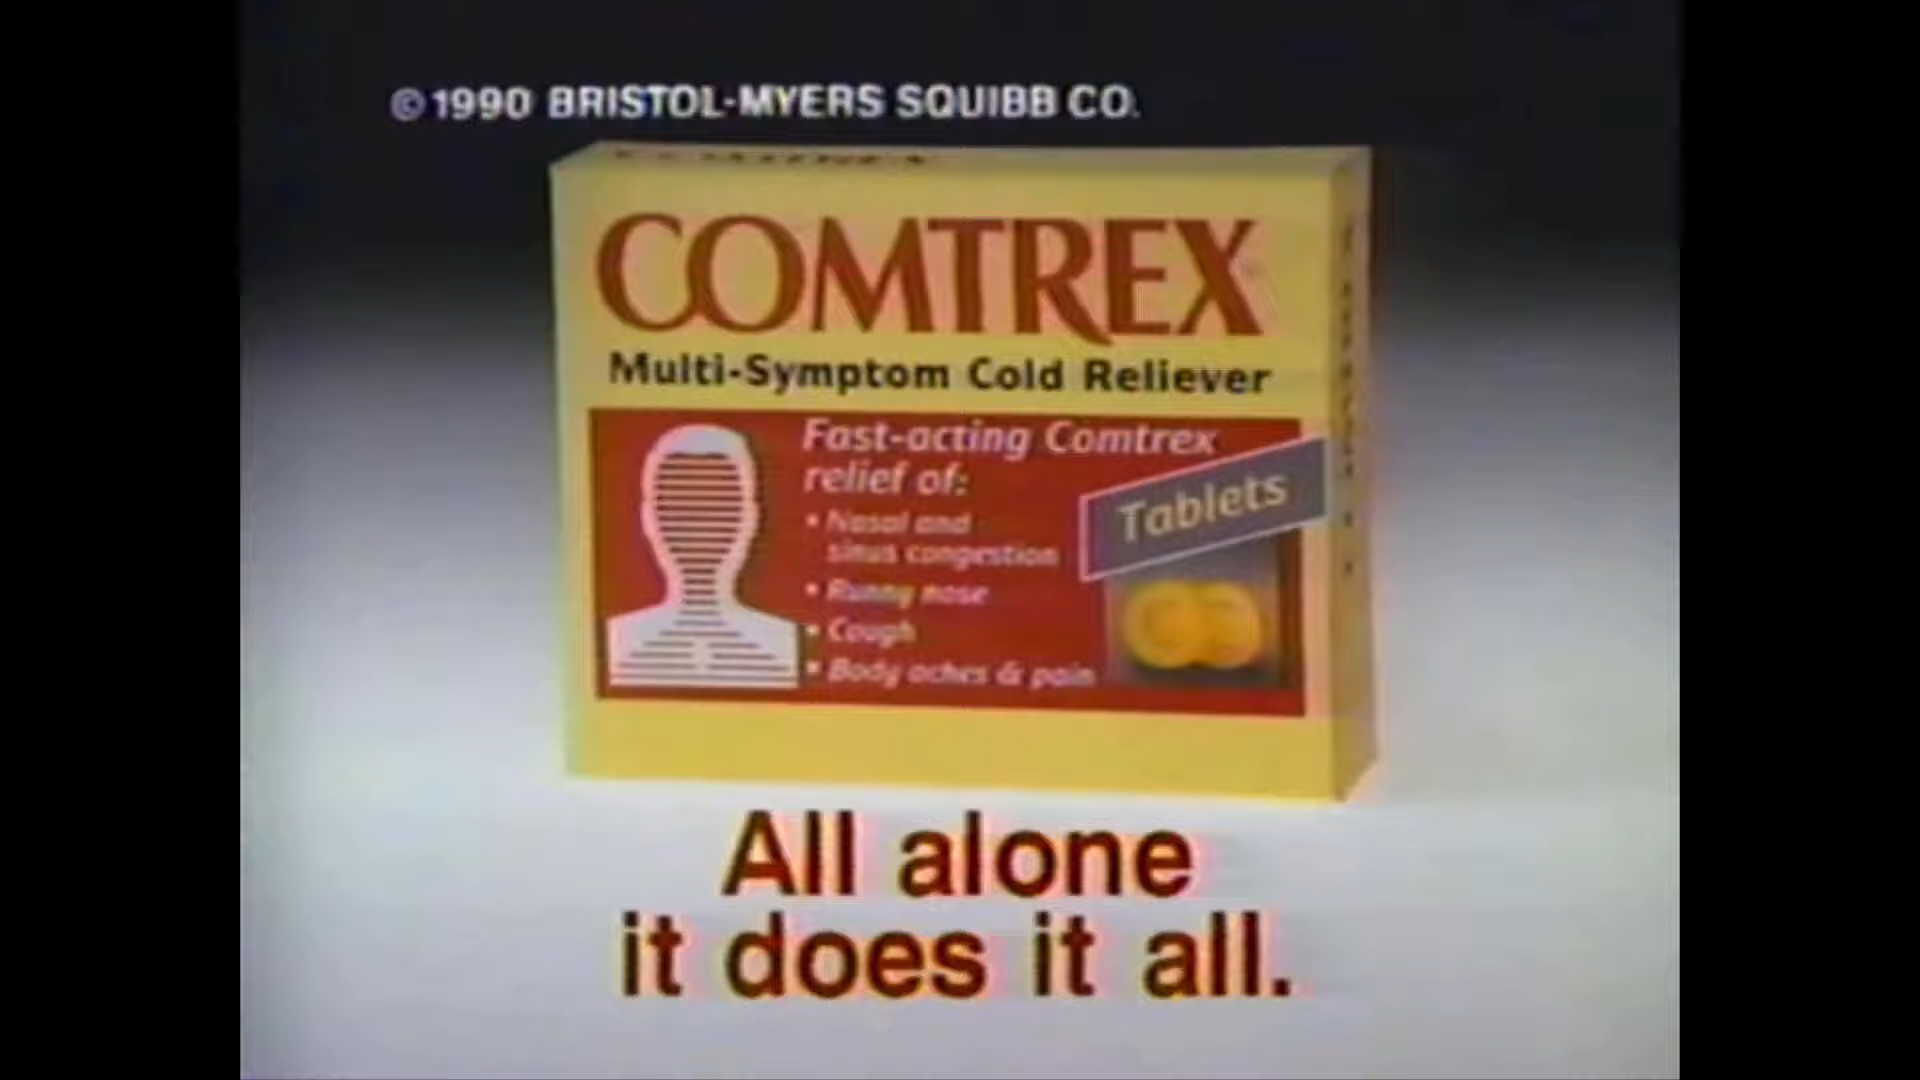 © 1990 BRISTOL-MYERS SQUIBB CO.
COMTREX
COMTREX
Multi-Symptom Cold Reliever
Fast-acting Comtrex
relief of:
• Nasal and
sinus congestion
• Runny nose
• Cough
• Body aches & pain
Tablets
All alone
it does it all.